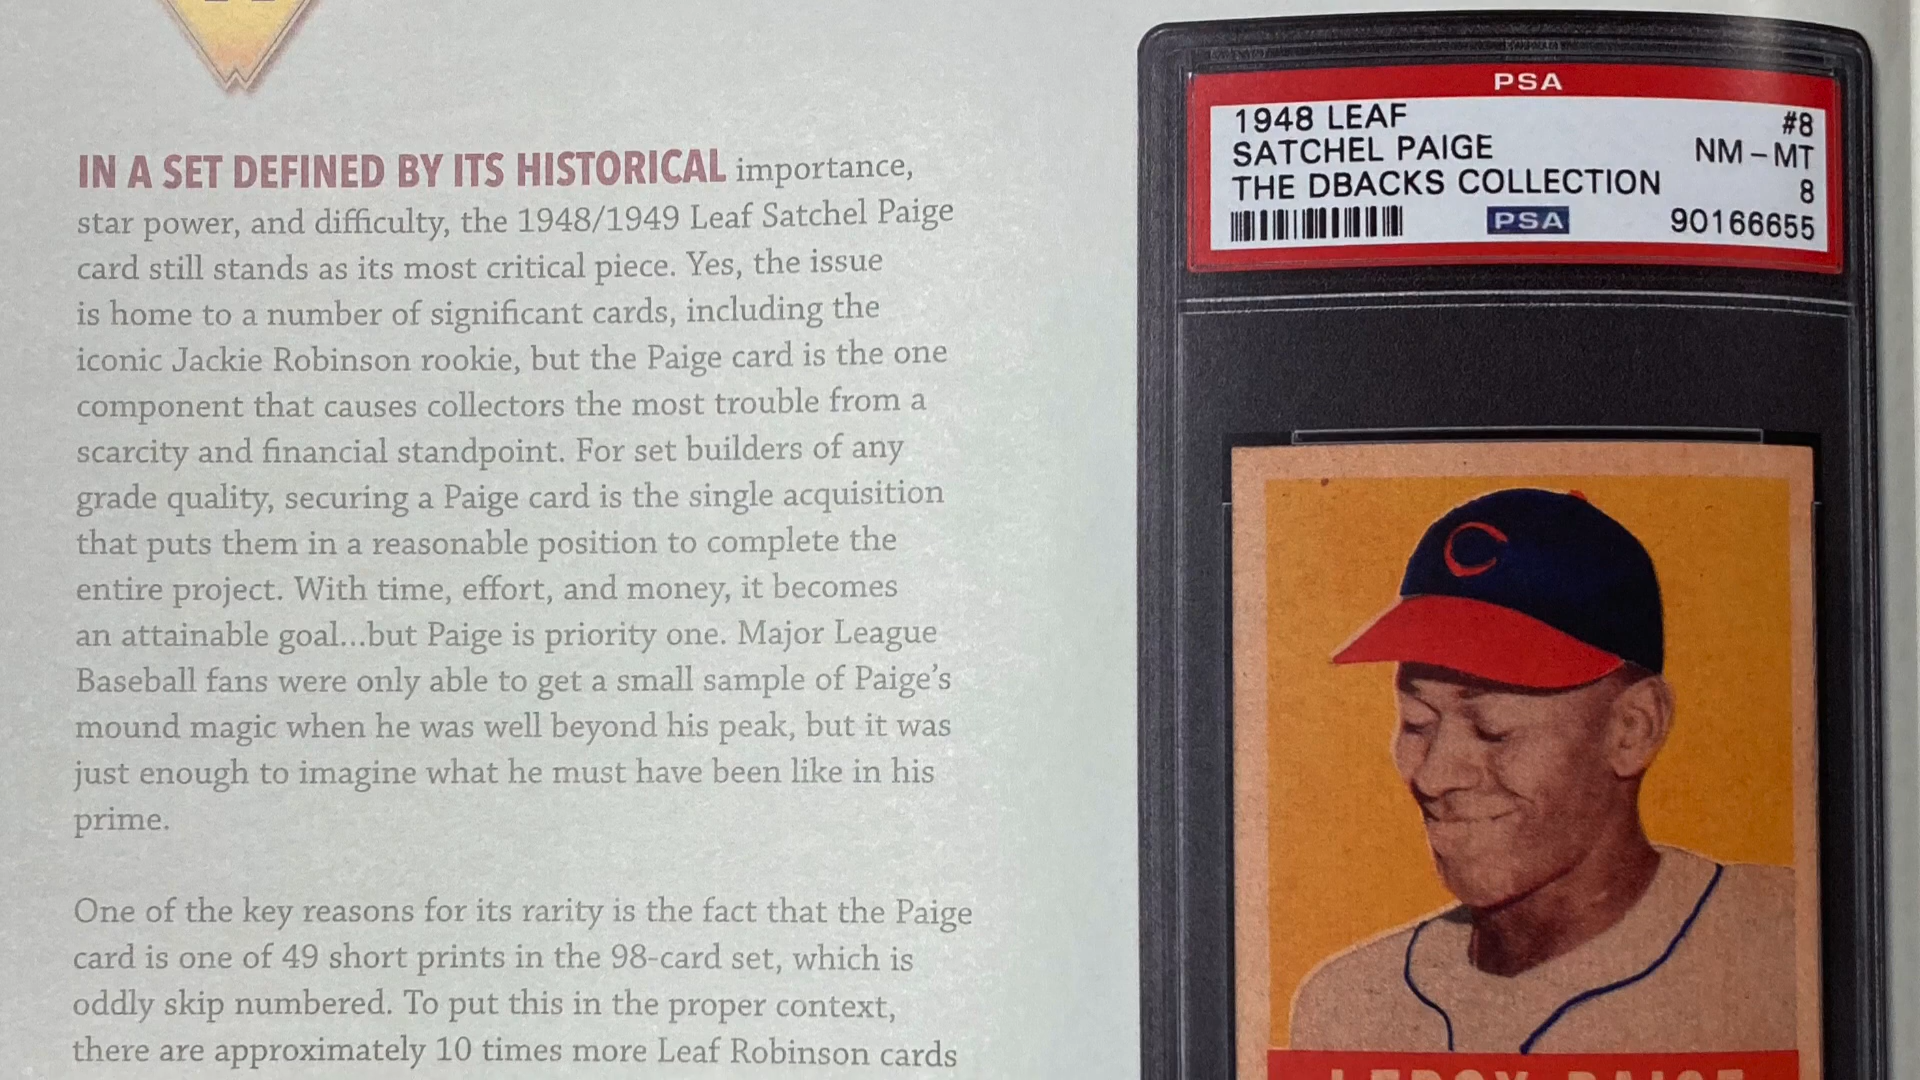 IN A SET DEFINED BY ITS HISTORICAL importance,
star power, and difficulty, the 1948/1949 Leaf Satchel Paige
card still stands as its most critical piece. Yes, the issue
is home to a number of significant cards, including the
iconic Jackie Robinson rookie, but the Paige card is the one
component that causes collectors the most trouble from a
scarcity and financial standpoint. For set builders of any
grade quality, securing a Paige card is the single acquisition
that puts them in a reasonable position to complete the
entire project. With time, effort, and money, it becomes
an attainable goal...but Paige is priority one. Major League
Baseball fans were only able to get a small sample of Paige's
mound magic when he was well beyond his peak, but it was
just enough to imagine what he must have been like in his
prime.
One of the key reasons for its rarity is the fact that the Paige
card is one of 49 short prints in the 98-card set, which is
oddly skip numbered. To put this in the proper context,
there are approximately 10 times more Leaf Robinson cards
PSA
1948 LEAF #8
SATCHEL PAIGE NM – MT
THE DBACKS COLLECTION 8
PSA 90166655
C
LEROY PAIGE